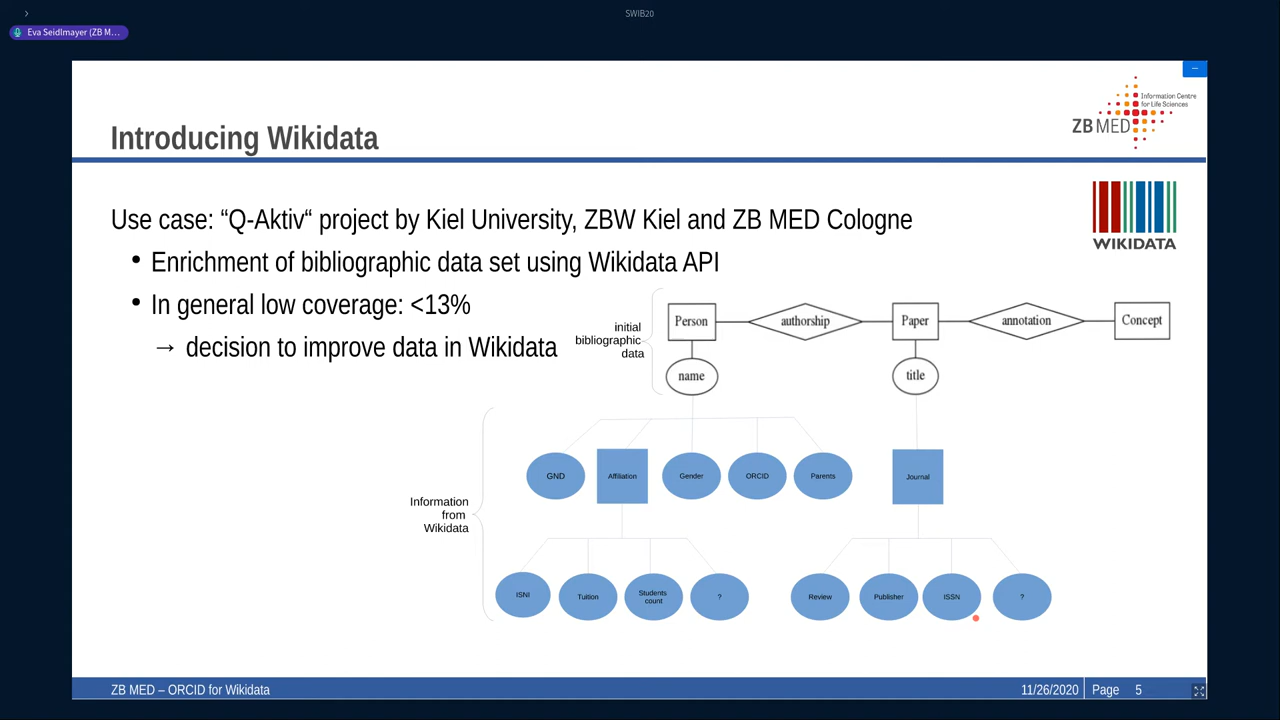 SWIB20
Eva Seidlmayer (ZB M...
Information Centre
for Life Sciences
ZB MED
Introducing Wikidata
WIKIDATA
Use case: “Q-Aktiv“ project by Kiel University, ZBW Kiel and ZB MED Cologne
• Enrichment of bibliographic data set using Wikidata API
• In general low coverage: <13%
→ decision to improve data in Wikidata
initial
bibliographic
data
Person
authorship
Paper
annotation
Concept
name
title
Information
from
Wikidata
GND
Affiliation
Gender
ORCID
Parents
Journal
ISNI
Tuition
Students
count
?
Review
Publisher
ISSN
?
ZB MED – ORCID for Wikidata
11/26/2020
Page 5